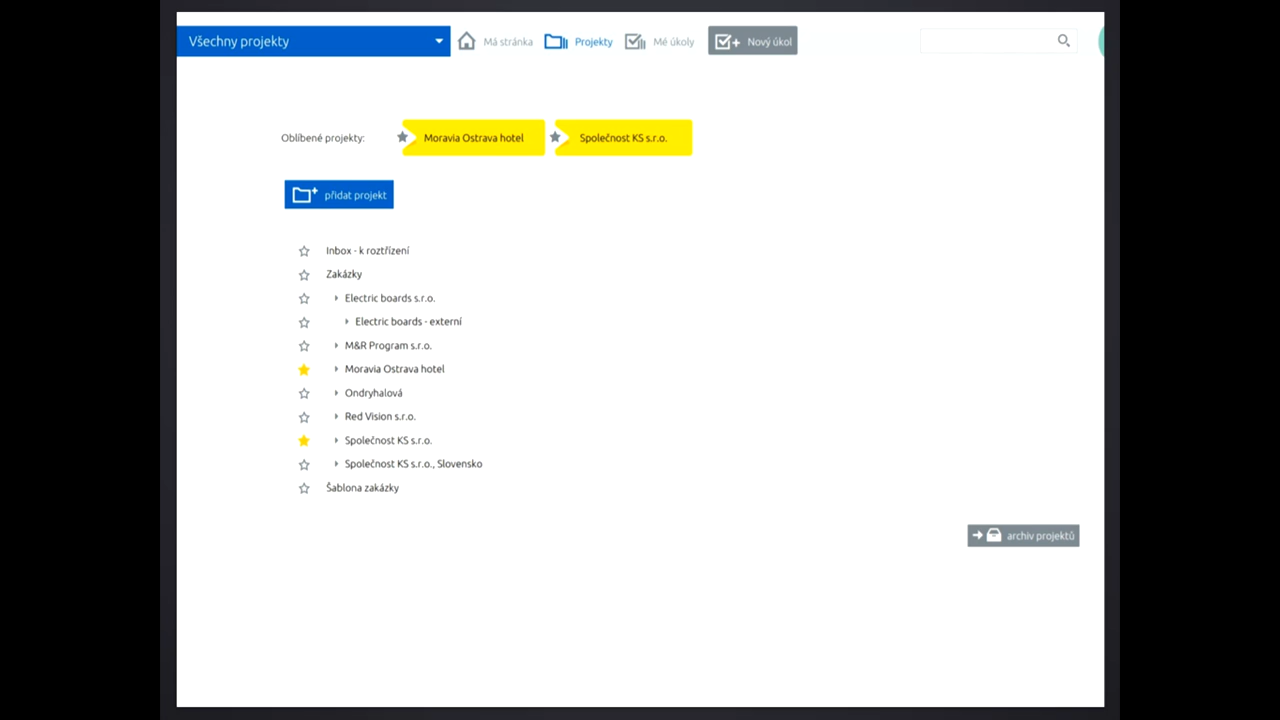 Všechny projekty Má stránka Projekty Mé úkoly Nový úkol
Oblíbené projekty: Moravia Ostrava hotel Společnost KS s.r.o.
přidat projekt
Inbox - k roztřízení
Zakázky
Electric boards s.r.o.
Electric boards - externí
M&R Program s.r.o.
Moravia Ostrava hotel
Ondryhalová
Red Vision s.r.o.
Společnost KS s.r.o.
Společnost KS s.r.o., Slovensko
Šablona zakázky
archiv projektů